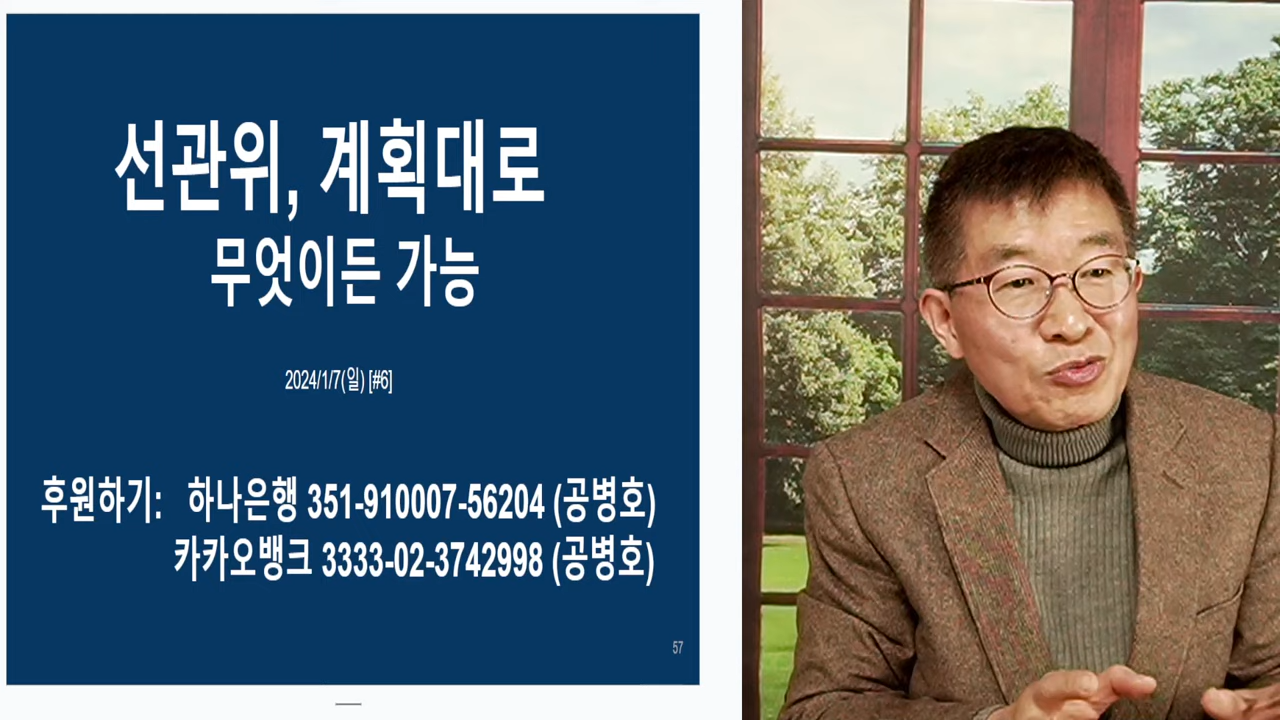 선관위, 계획대로
무엇이든 가능
2024/1/7(일) [#6]
후원하기: 하나은행 351-910007-56204 (공병호)
카카오뱅크 3333-02-3742998 (공병호)
57